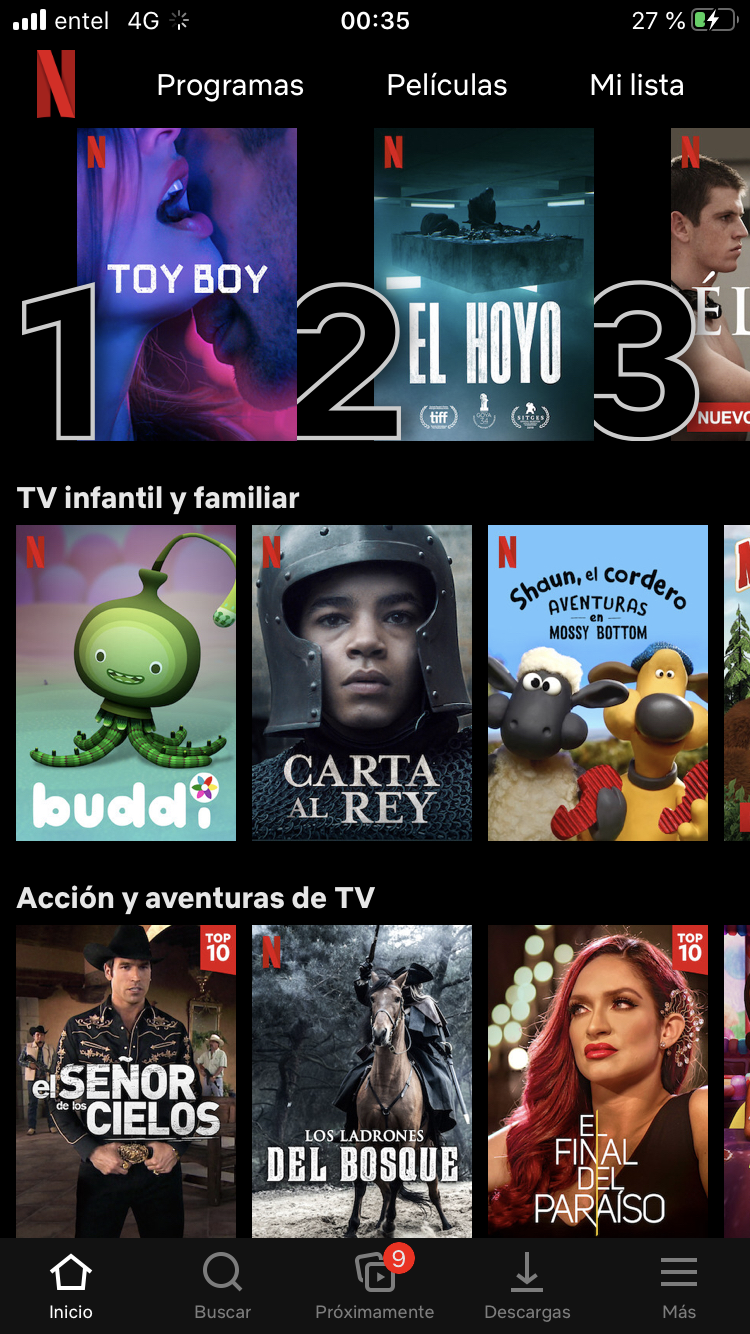 entel 4G 00:35 27 %
N Programas Películas Mi lista
N
TOY BOY
1
N
EL HOYO
tiff
GOYA
34
SITGES
2
N
ÉL
NUEVO
3
TV infantil y familiar
N
buddi
N
CARTA
AL REY
N
Shaun, el cordero
AVENTURAS
en
MOSSY BOTTOM
Acción y aventuras de TV
TOP
10
el SEÑOR
de los
CIELOS
N
LOS LADRONES
DEL BOSQUE
TOP
10
EL
FINAL
DEL
PARAÍSO
9
Inicio Buscar Próximamente Descargas Más